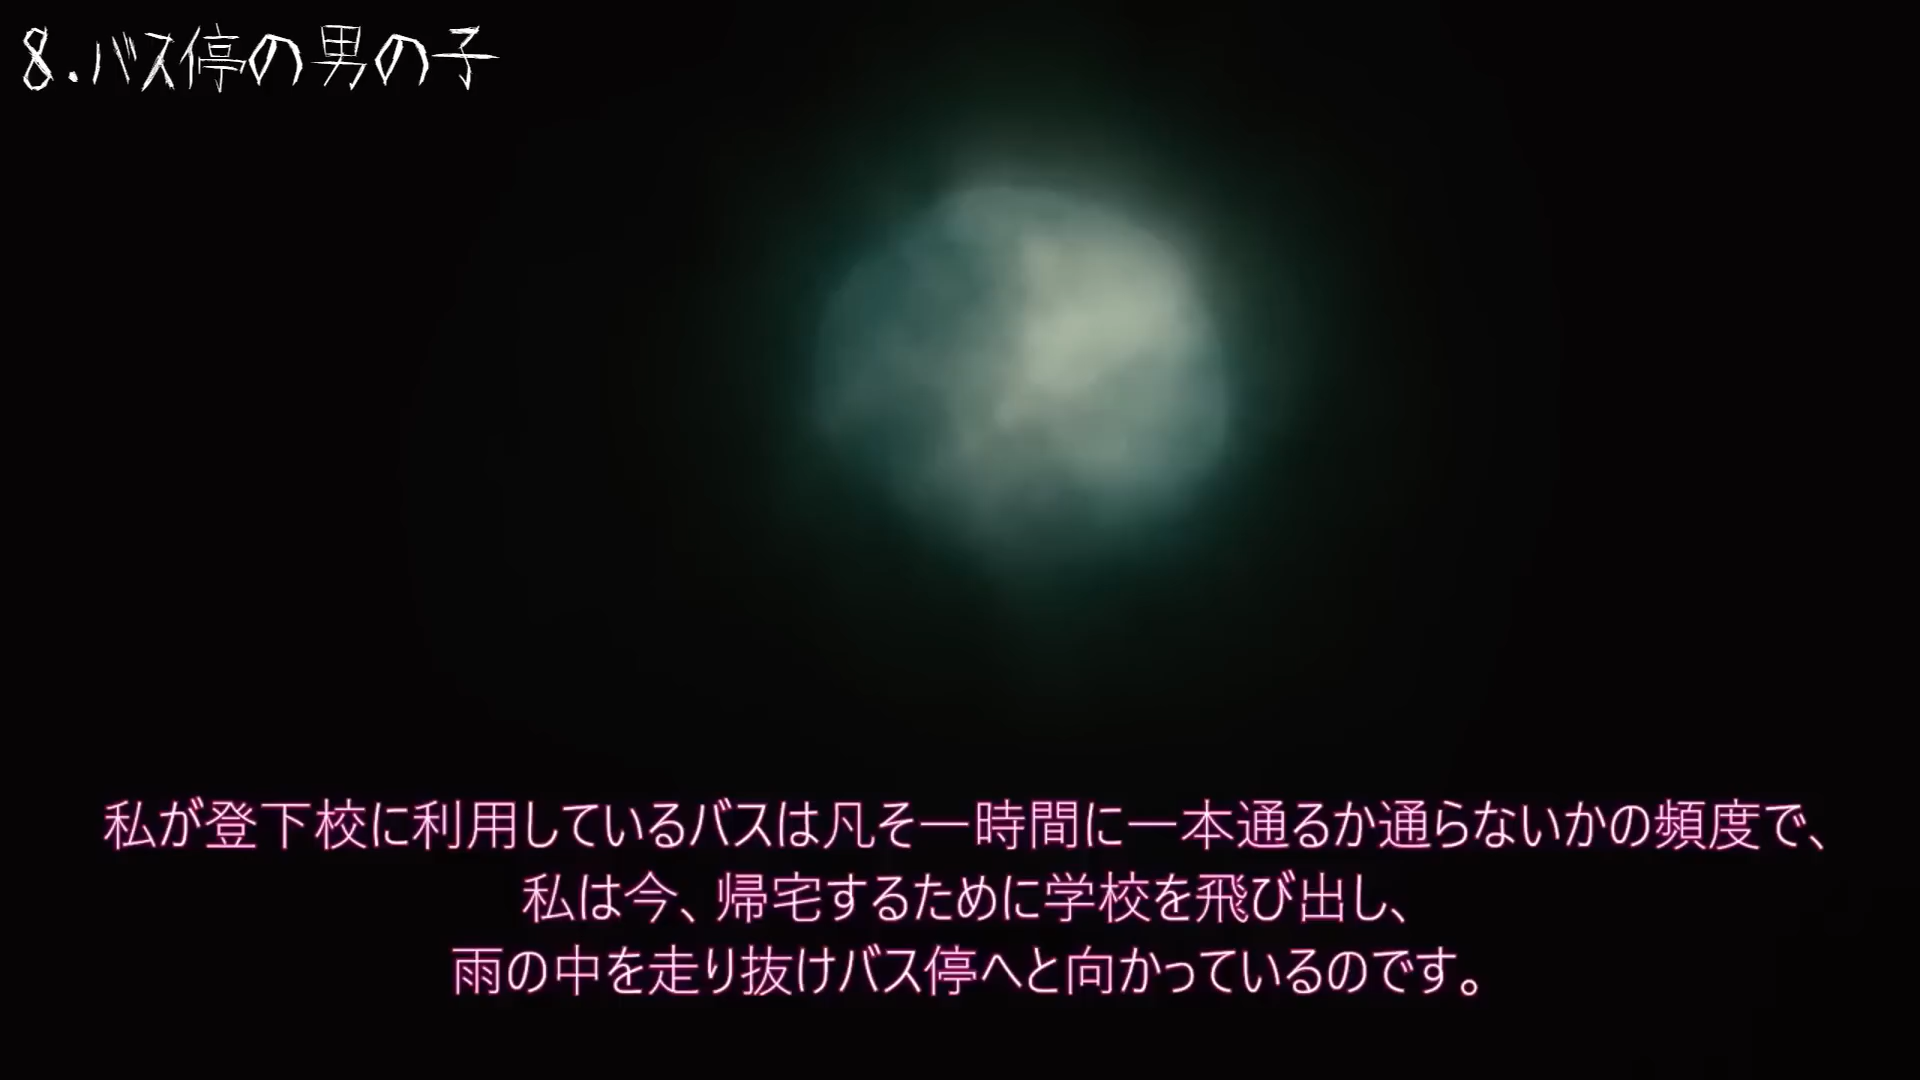 8.バス停の男の子
私が登下校に利用しているバスは凡そ一時間に一本通るか通らないかの頻度で、
私は今、帰宅するために学校を飛び出し、
雨の中を走り抜けバス停へと向かっているのです。